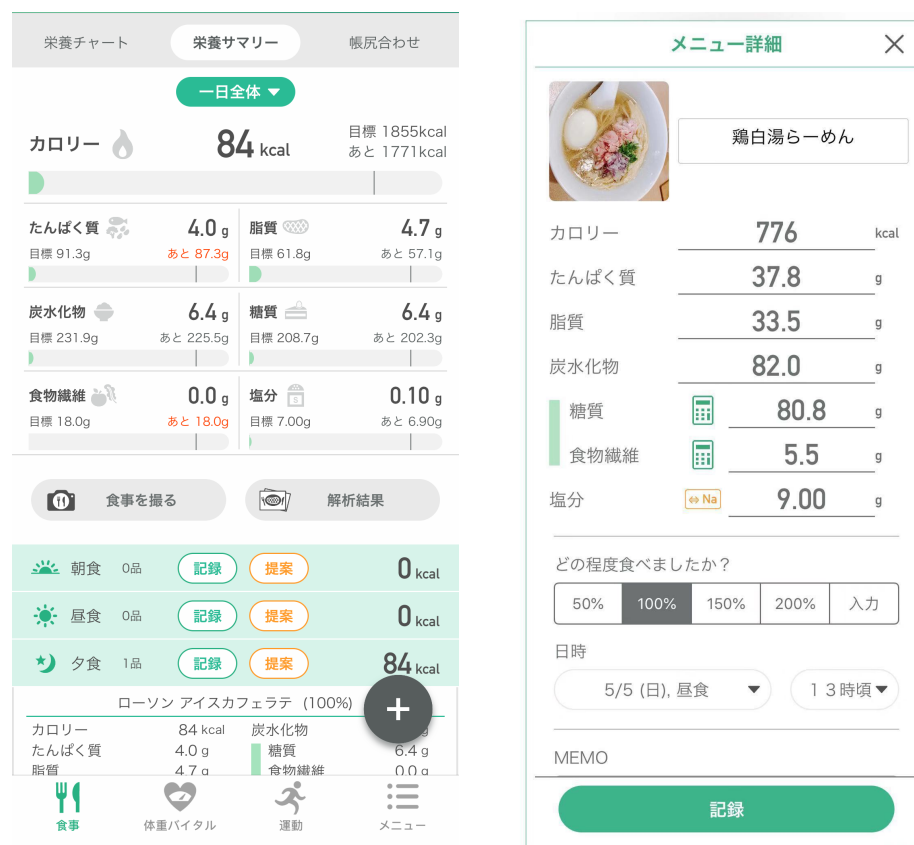 栄養チャート 栄養サマリー 帳尻合わせ
一日全体
カロリー 84 kcal
目標 1855kcal
あと 1771kcal
たんぱく質 4.0 g
目標 91.3g あと 87.3g
脂質 4.7 g
目標 61.8g あと 57.1g
炭水化物 6.4 g
目標 231.9g あと 225.5g
糖質 6.4 g
目標 208.7g あと 202.3g
食物繊維 0.0 g
目標 18.0g あと 18.0g
塩分 S 0.10 g
目標 7.00g あと 6.90g
食事を撮る 解析結果
朝食 0品 記録 提案 0 kcal
昼食 0品 記録 提案 0 kcal
夕食 1品 記録 提案 84 kcal
ローソン アイスカフェラテ (100%)
カロリー 84 kcal 炭水化物 g
たんぱく質 4.0 g 糖質 6.4 g
脂質 4.7 g 食物繊維 0.0 g
食事 体重バイタル 運動 メニュー
メニュー詳細
鶏白湯らーめん
カロリー 776 kcal
たんぱく質 37.8 g
脂質 33.5 g
炭水化物 82.0 g
糖質 80.8 g
食物繊維 5.5 g
塩分 ⇔ Na 9.00 g
どの程度食べましたか？
50% 100% 150% 200% 入力
日時
5/5 (日), 昼食 １３時頃
MEMO
記録